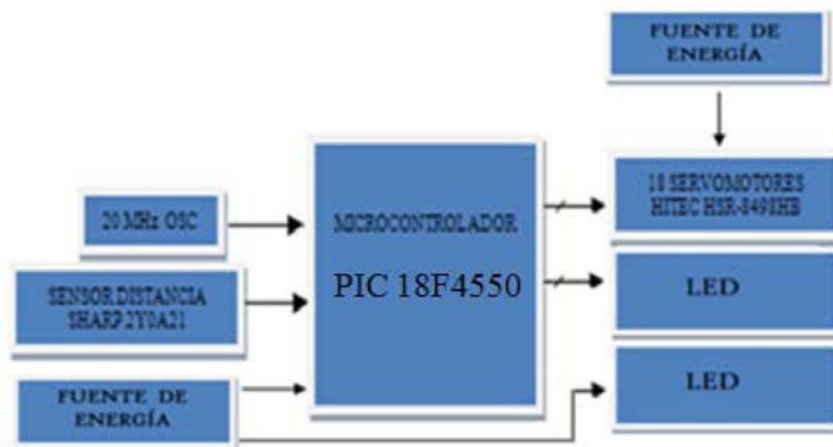 FUENTE DE
ENERGÍA
18 SERVOMOTORES
HITEC HSR-8498HB
20 MHz OSC
MICROCONTROLADOR
PIC 18F4550
SENSOR DISTANCIA
SHARP 2Y0A21
LED
LED
FUENTE DE
ENERGÍA